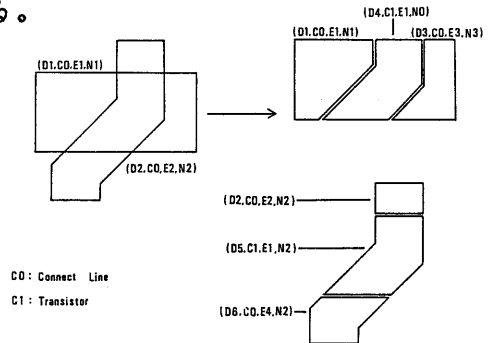 る。
(D4.C1.E1,N0)
(D1.C0.E1,N1)
(D1.C0.E1,N1)
(D3.C0.E3,N3)
(D2.C0,E2,N2)
(D2.C0,E2,N2)
(D5.C1.E1,N2)
(D6.C0.E4,N2)
C0: Connect Line
C1: Transistor